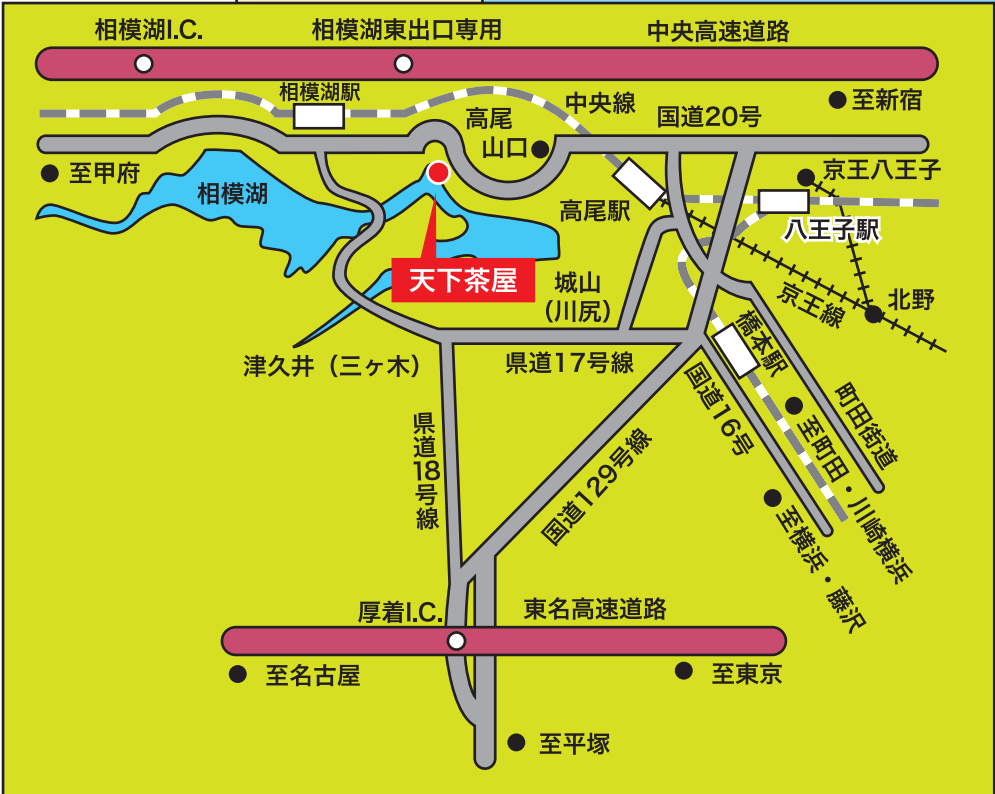 相模湖I.C.
相模湖東出口専用
中央高速道路
相模湖駅
中央線
至新宿
高尾
山口
国道20号
至甲府
相模湖
京王八王子
高尾駅
八王子駅
天下茶屋
城山
(川尻)
京王線
北野
橋本駅
津久井(三ヶ木)
県道17号線
国道16号
町田街道
県道18号線
国道129号線
至町田・川崎横浜
至横浜・藤沢
厚着I.C.
東名高速道路
至名古屋
至東京
至平塚